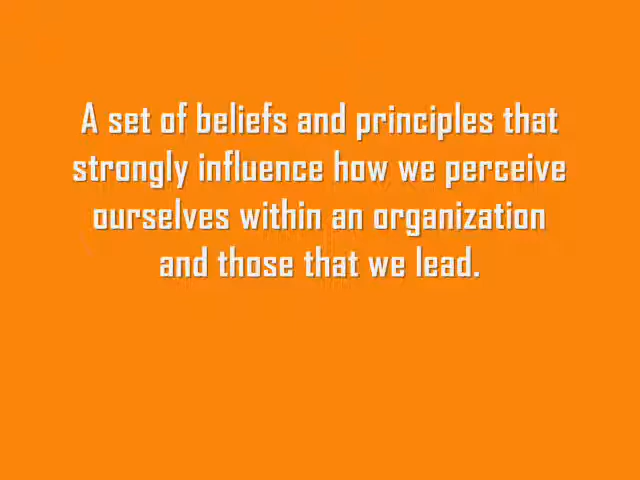 A set of beliefs and principles that
strongly influence how we perceive
ourselves within an organization
and those that we lead.